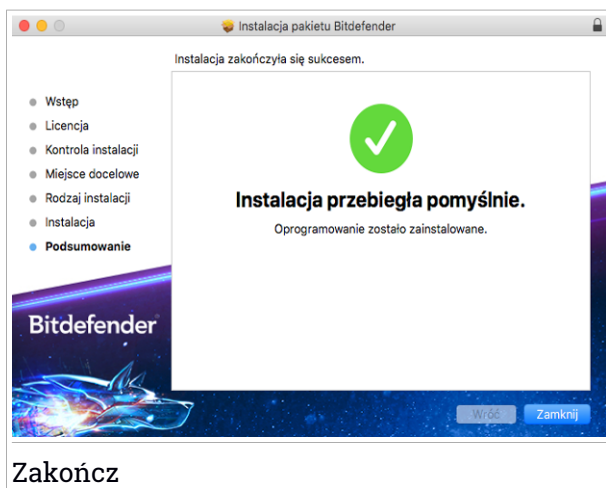 Instalacja pakietu Bitdefender
Instalacja zakończyła się sukcesem.
Wstęp
Licencja
Kontrola instalacji
Miejsce docelowe
Rodzaj instalacji
Instalacja
Podsumowanie
Instalacja przebiegła pomyślnie.
Oprogramowanie zostało zainstalowane.
Bitdefender
Wróć
Zamknij
Zakończ